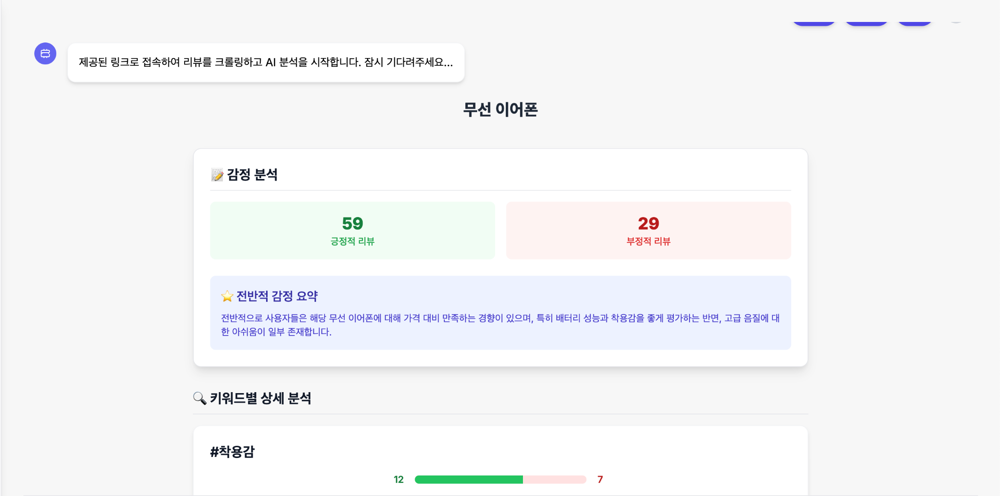 제공된 링크로 접속하여 리뷰를 크롤링하고 AI 분석을 시작합니다. 잠시 기다려주세요...
무선 이어폰
감정 분석
59
긍정적 리뷰
29
부정적 리뷰
전반적 감정 요약
전반적으로 사용자들은 해당 무선 이어폰에 대해 가격 대비 만족하는 경향이 있으며, 특히 배터리 성능과 착용감을 좋게 평가하는 반면, 고급 음질에 대
한 아쉬움이 일부 존재합니다.
키워드별 상세 분석
#착용감
12
7